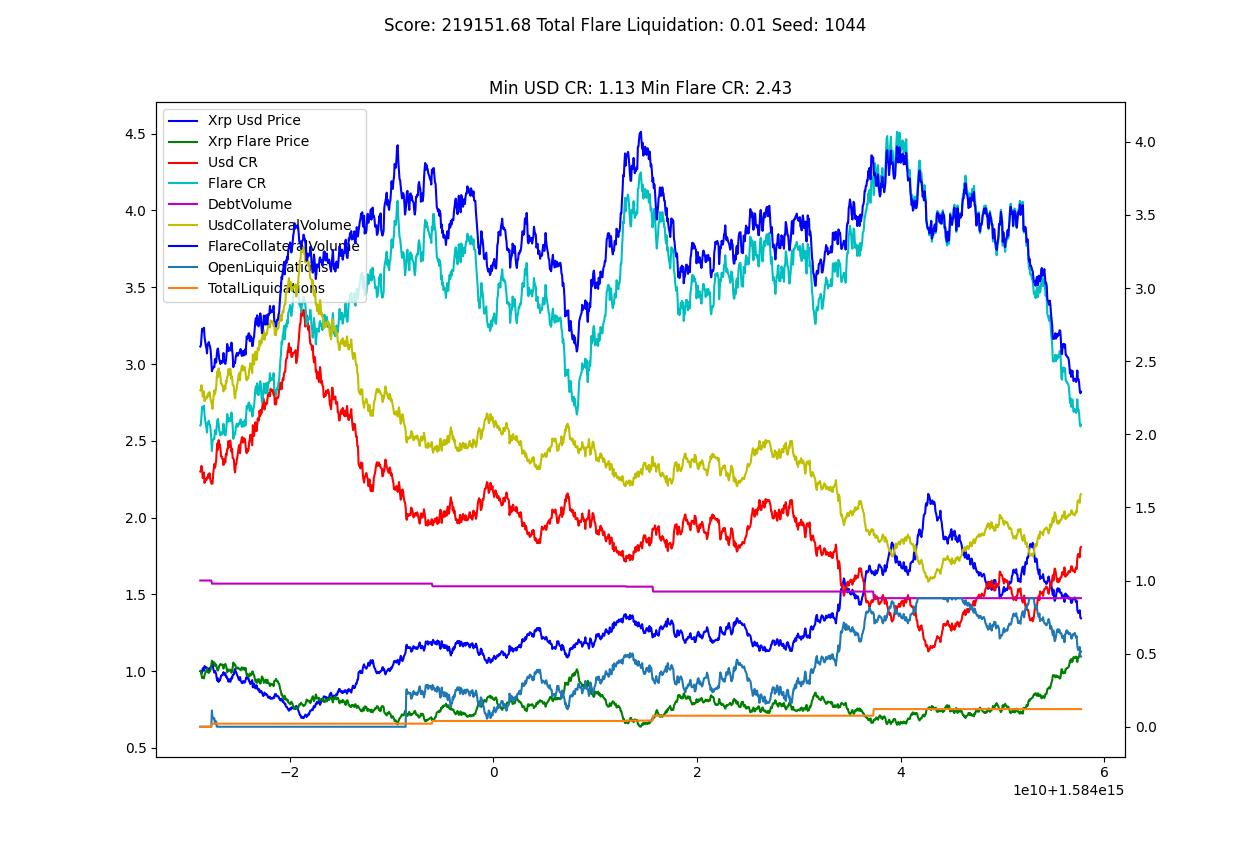 Score: 219151.68 Total Flare Liquidation: 0.01 Seed: 1044
Min USD CR: 1.13 Min Flare CR: 2.43
Xrp Usd Price
Xrp Flare Price
Usd CR
Flare CR
DebtVolume
UsdCollateralVolume
FlareCollateralVolume
OpenLiquidations
TotalLiquidations
4.5
4.0
3.5
3.0
2.5
2.0
1.5
1.0
0.5
4.0
3.5
3.0
2.5
2.0
1.5
1.0
0.5
0.0
−2 0 2 4 6
1e10+1.584e15